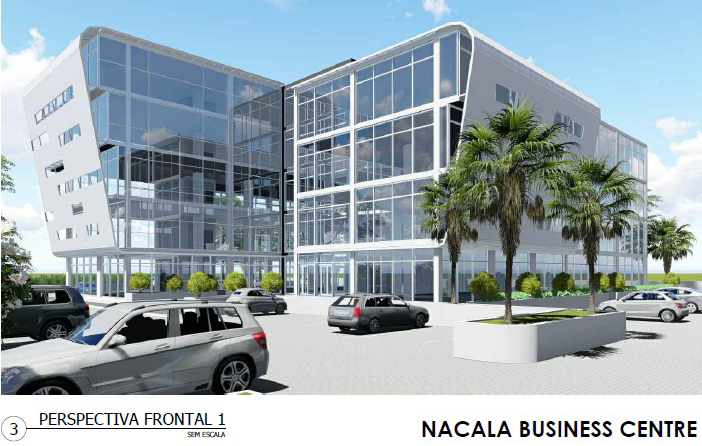 PERSPECTIVA FRONTAL 1
3
SEM ESCALA
NACALA BUSINESS CENTRE